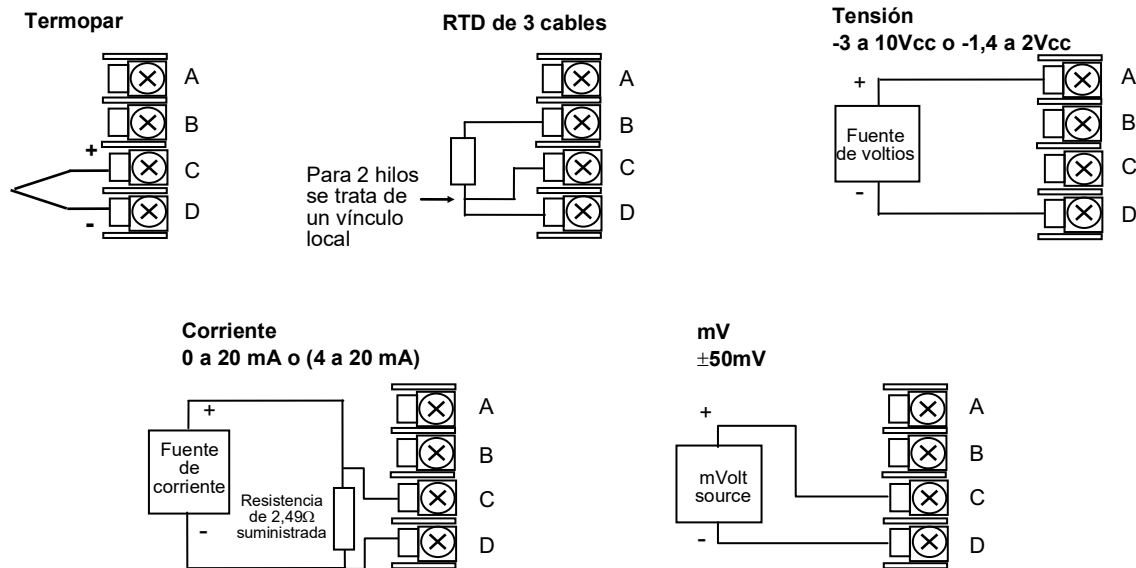 Termopar
A
B
+
C
-
D
RTD de 3 cables
A
B
C
D
Para 2 hilos
se trata de
un vínculo
local
Tensión
-3 a 10Vcc o -1,4 a 2Vcc
+
Fuente
de voltios
-
A
B
C
D
Corriente
0 a 20 mA o (4 a 20 mA)
+
Fuente
de
corriente
-
Resistencia
de 2,49Ω
suministrada
A
B
C
D
mV
±50mV
+
mVolt
source
-
A
B
C
D